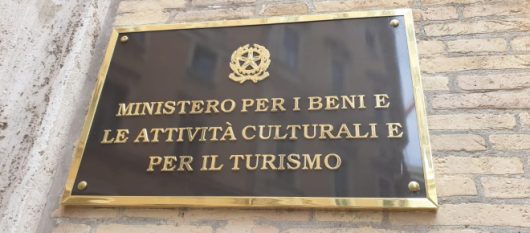 MINISTERO PER I BENI E
LE ATTIVITÀ CULTURALI E
PER IL TURISMO